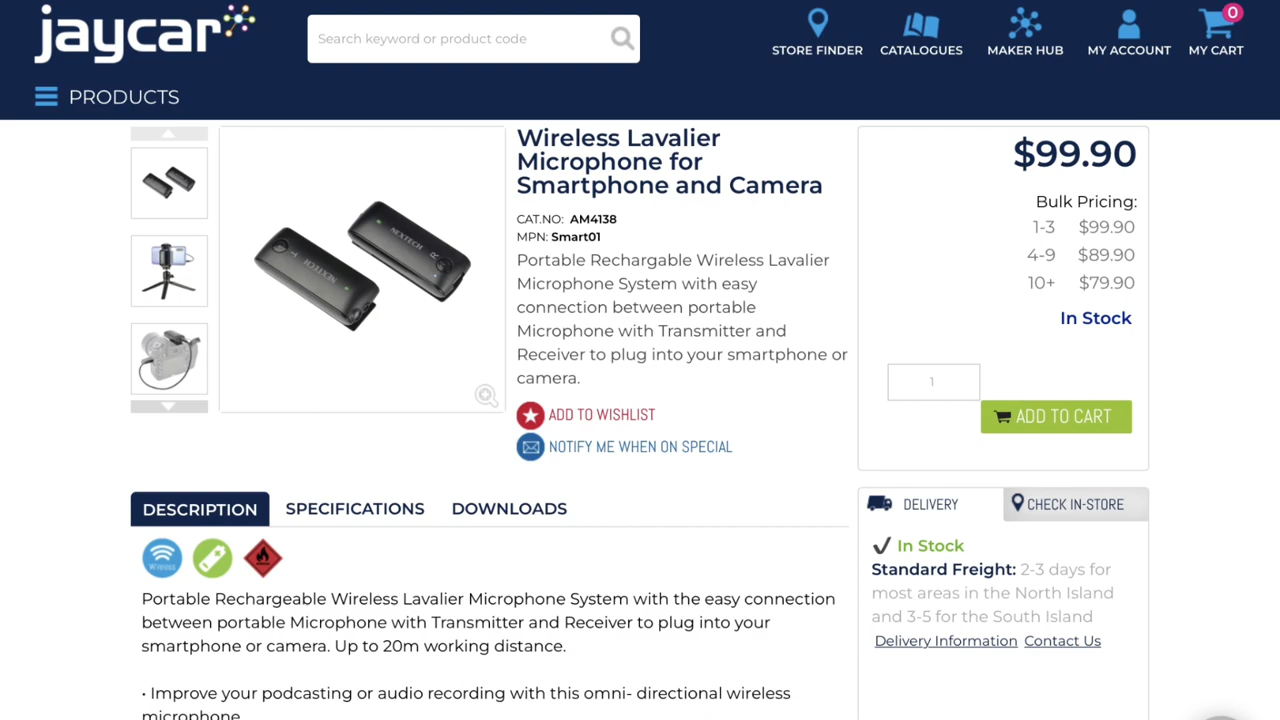 jaycar
Search keyword or product code
STORE FINDER
CATALOGUES
MAKER HUB
MY ACCOUNT
0
MY CART
PRODUCTS
NEXTECH
T
NEXTECH
R
Wireless Lavalier
Microphone for
Smartphone and Camera
CAT.NO: AM4138
MPN: Smart01
Portable Rechargable Wireless Lavalier
Microphone System with easy
connection between portable
Microphone with Transmitter and
Receiver to plug into your smartphone or
camera.
ADD TO WISHLIST
NOTIFY ME WHEN ON SPECIAL
$99.90
Bulk Pricing:
1-3 $99.90
4-9 $89.90
10+ $79.90
In Stock
1
ADD TO CART
DESCRIPTION SPECIFICATIONS DOWNLOADS
Portable Rechargeable Wireless Lavalier Microphone System with the easy connection
between portable Microphone with Transmitter and Receiver to plug into your
smartphone or camera. Up to 20m working distance.
• Improve your podcasting or audio recording with this omni- directional wireless
microphone
DELIVERY CHECK IN-STORE
In Stock
Standard Freight: 2-3 days for
most areas in the North Island
and 3-5 for the South Island
Delivery Information Contact Us